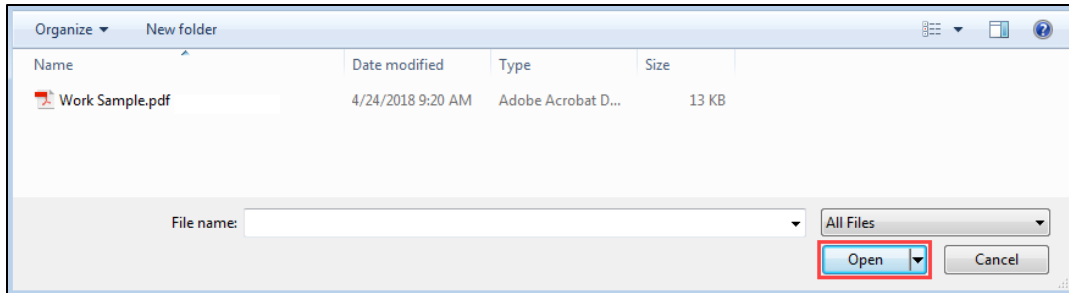 Organize New folder
Name Date modified Type Size
Work Sample.pdf 4/24/2018 9:20 AM Adobe Acrobat D... 13 KB
File name: All Files
Open Cancel